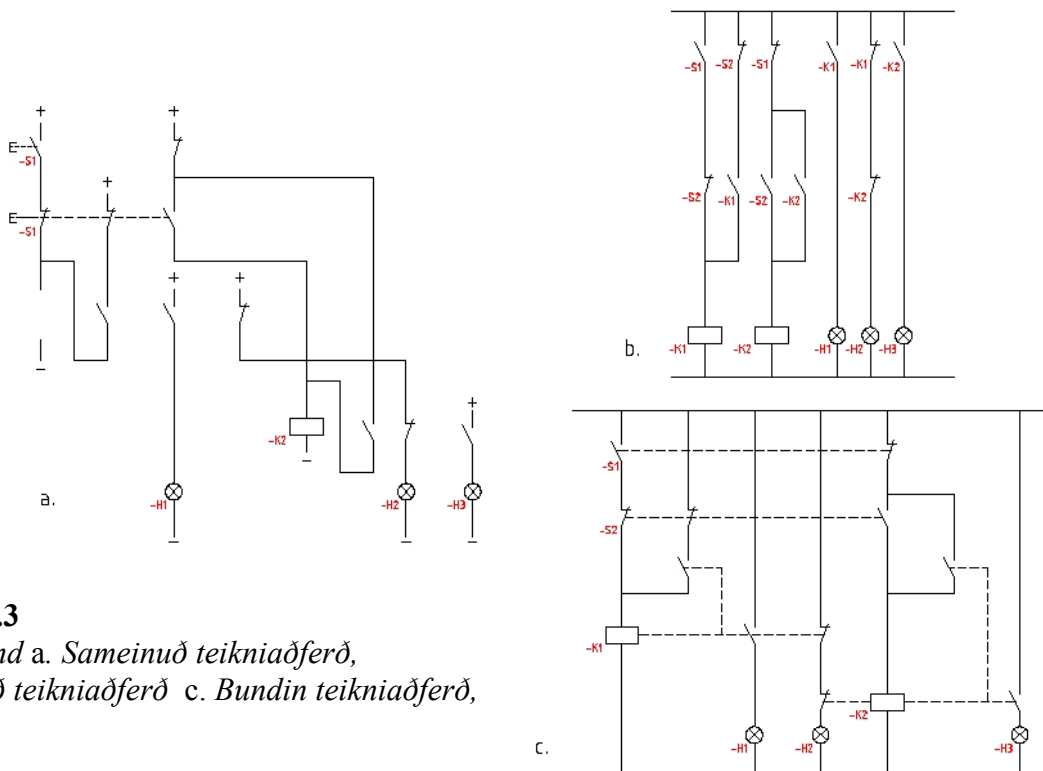 -S1 -S2 -S1 -K1 -K1 -K2
-S2 -K1 -S2 -K2 -K2
b. -K1 -K2 -H1 -H2 -H3
+ +
E -S1
+
E -S1
+ +
-
+
-K2
-
a. -H1 -H2 -H3
- - -
-S1
-S2
-K1
-K2
c. -H1 -H2 -H3
.3
nd a. Sameinuð teikniaðferð,
ð teikniaðferð c. Bundin teikniaðferð,